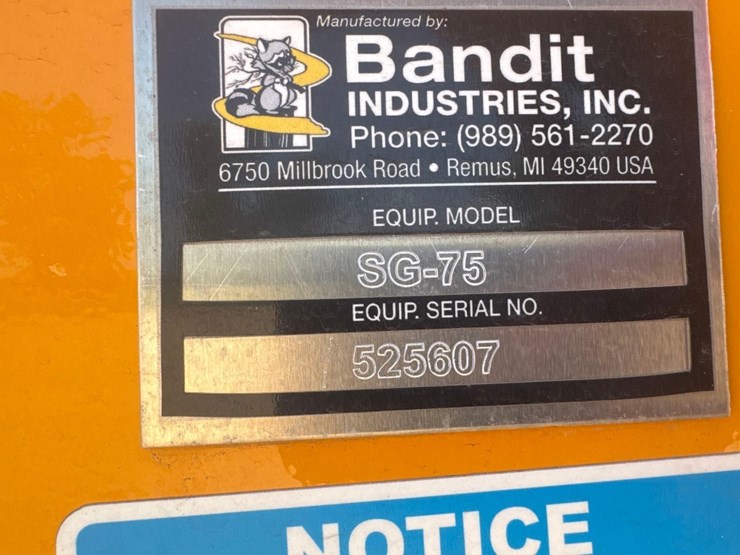 Manufactured by:
Bandit
INDUSTRIES, INC.
Phone: (989) 561-2270
6750 Millbrook Road • Remus, MI 49340 USA
EQUIP. MODEL
SG-75
EQUIP. SERIAL NO.
525607
NOTICE